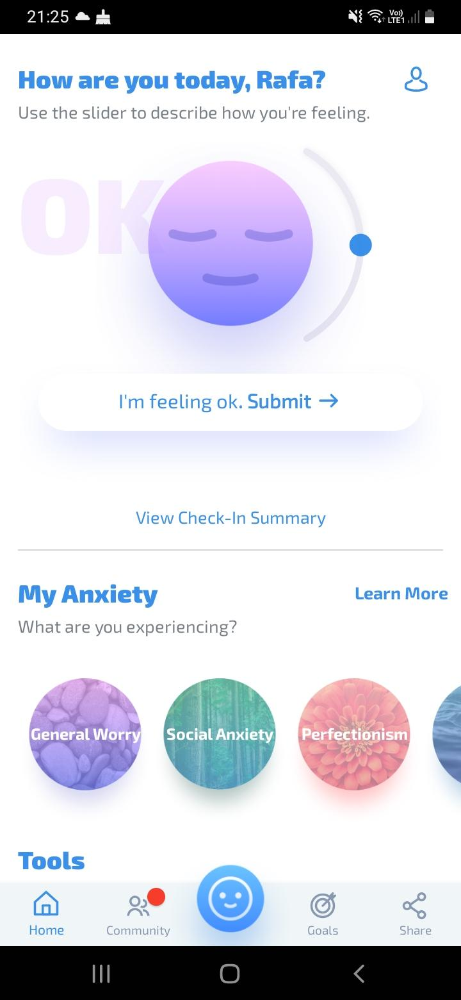 21:25
Vo))
LTE1
How are you today, Rafa?
Use the slider to describe how you're feeling.
OK
I'm feeling ok. Submit →
View Check-In Summary
My Anxiety
Learn More
What are you experiencing?
General Worry
Social Anxiety
Perfectionism
Tools
Home
Community
Goals
Share